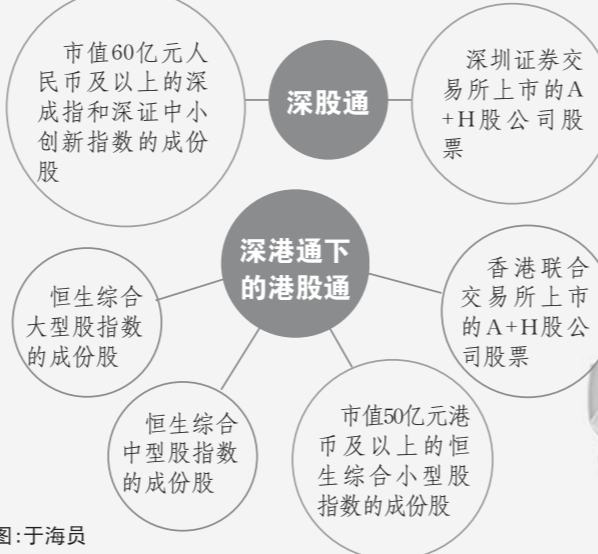 市值60亿元人
民币及以上的深
成指和深证中小
创新指数的成份
股
深股通
深圳证券交
易所上市的A
+H股公司股
票
深港通下
的港股通
恒生综合
大型股指数
的成份股
香港联合
交易所上市
的A+H股公
司股票
恒生综合
中型股指数
的成份股
市值50亿元港
币及以上的恒
生综合小型股
指数的成份股
图:于海员